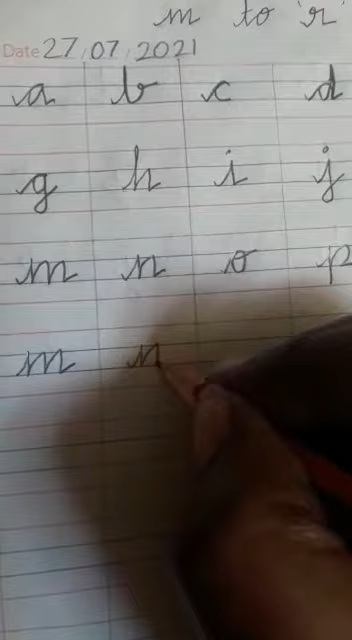 m to 'r'
Date 27/07/2021
a b c d
g h i j
m n o p
m n